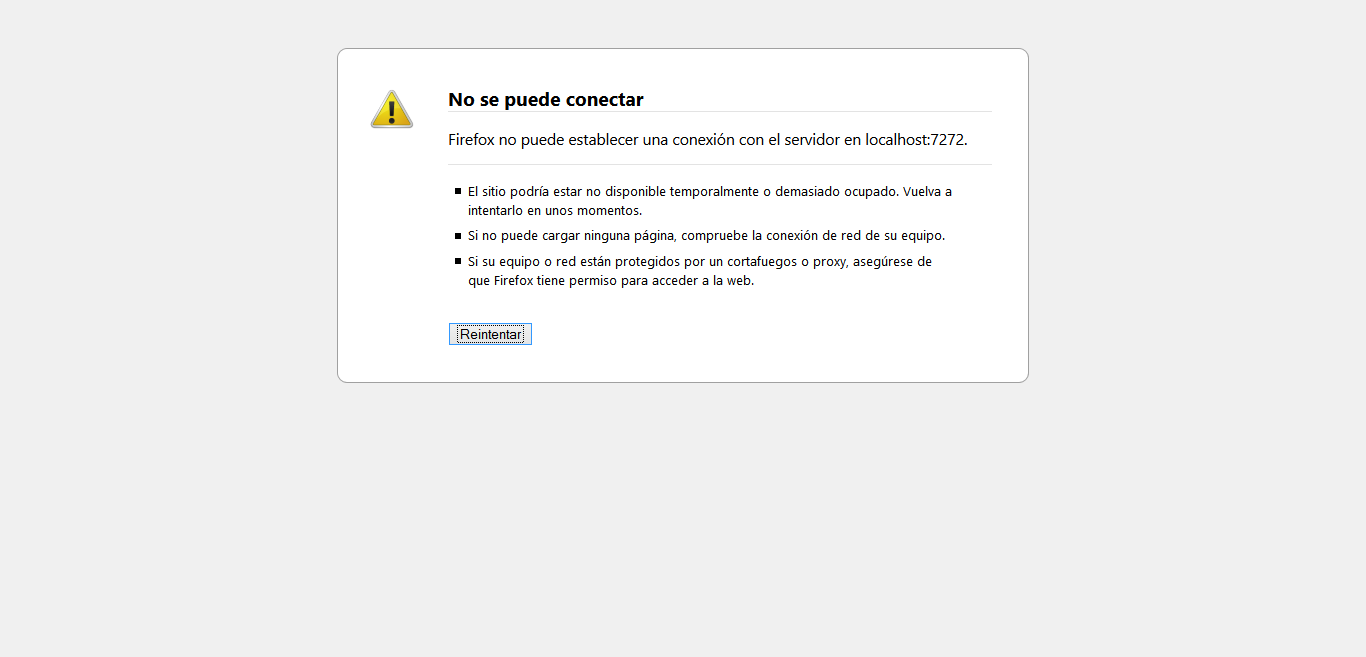 No se puede conectar
Firefox no puede establecer una conexión con el servidor en localhost:7272.
El sitio podría estar no disponible temporalmente o demasiado ocupado. Vuelva a
intentarlo en unos momentos.
Si no puede cargar ninguna página, compruebe la conexión de red de su equipo.
Si su equipo o red están protegidos por un cortafuegos o proxy, asegúrese de
que Firefox tiene permiso para acceder a la web.
Reintentar